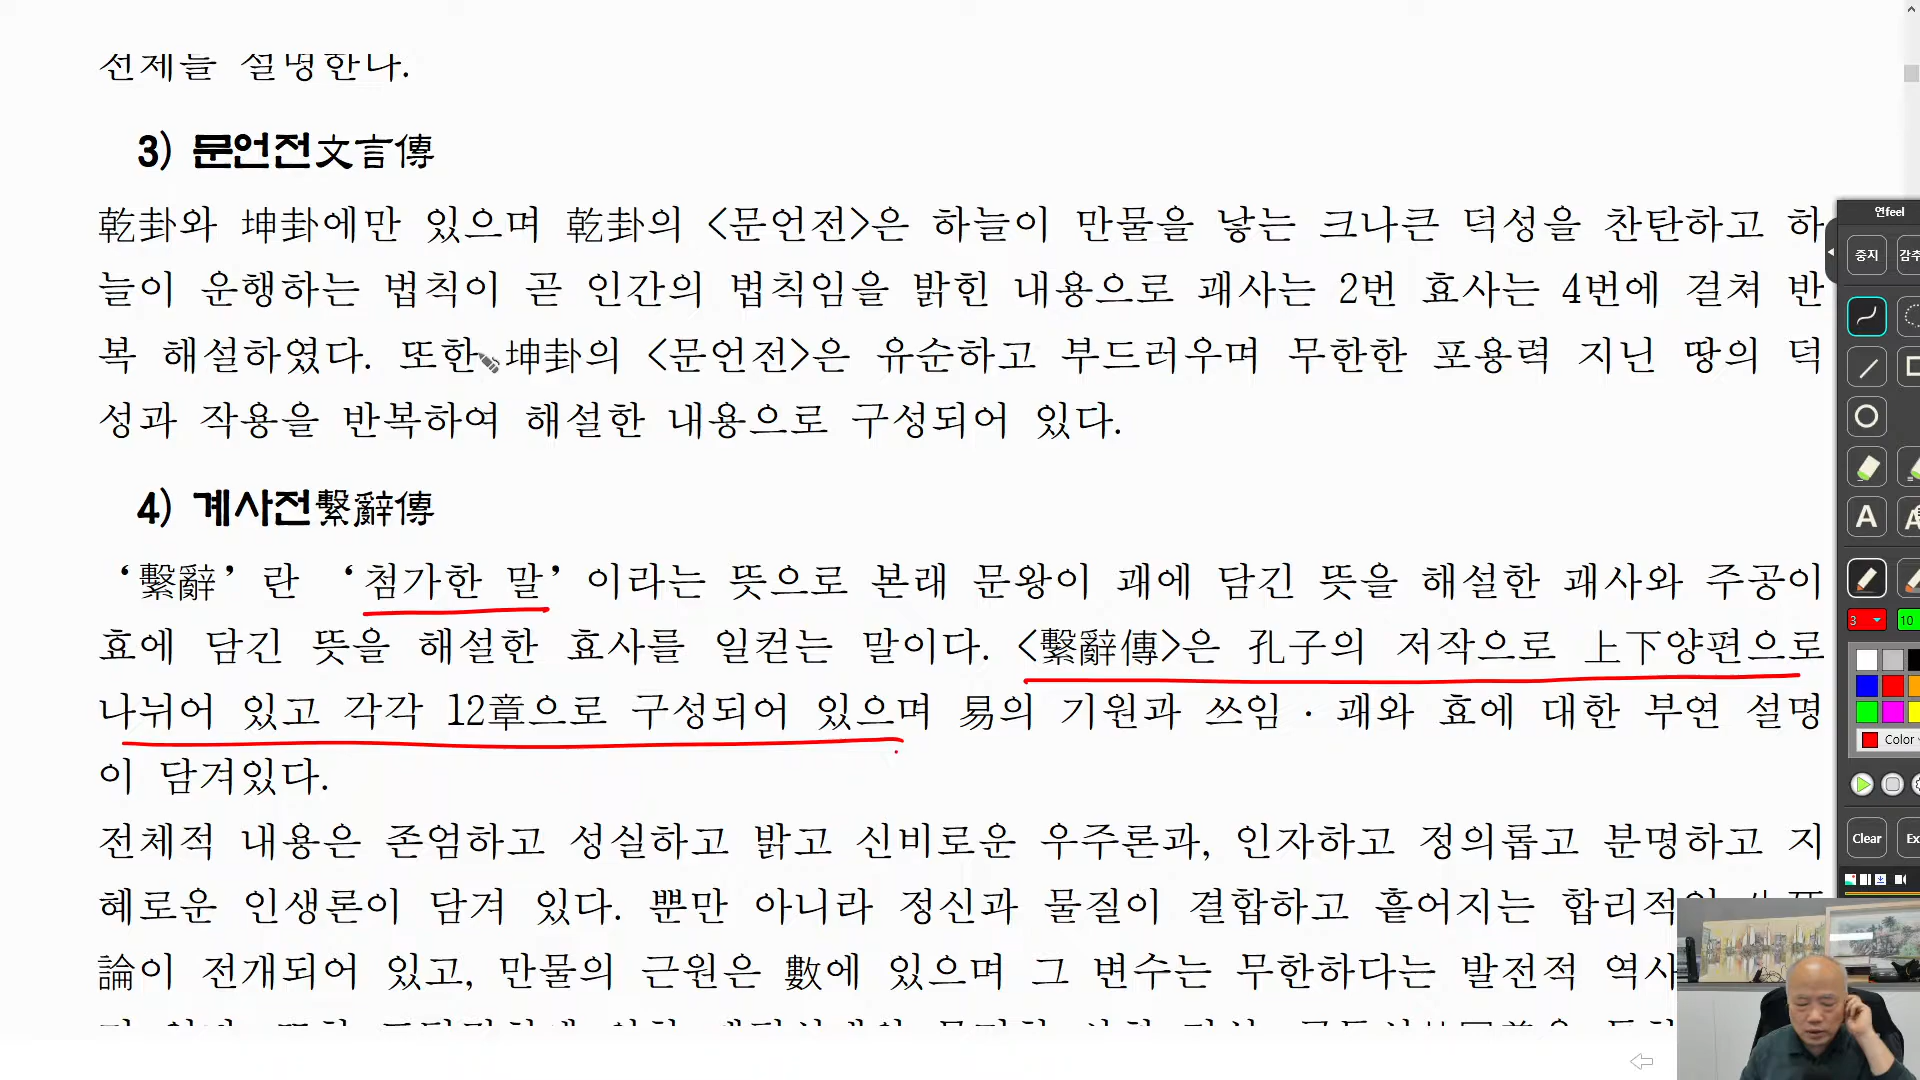 전제를 설명한다.
3) 문언전文言傳
乾卦와 坤卦에만 있으며 乾卦의 <문언전>은 하늘이 만물을 낳는 크나큰 덕성을 찬탄하고 하
늘이 운행하는 법칙이 곧 인간의 법칙임을 밝힌 내용으로 괘사는 2번 효사는 4번에 걸쳐 반
복 해설하였다. 또한 坤卦의 <문언전>은 유순하고 부드러우며 무한한 포용력 지닌 땅의 덕
성과 작용을 반복하여 해설한 내용으로 구성되어 있다.
4) 계사전繫辭傳
‘繫辭’란 ‘첨가한 말’이라는 뜻으로 본래 문왕이 괘에 담긴 뜻을 해설한 괘사와 주공이
효에 담긴 뜻을 해설한 효사를 일컫는 말이다. <繫辭傳>은 孔子의 저작으로 上下양편으로
나뉘어 있고 각각 12章으로 구성되어 있으며 易의 기원과 쓰임 · 괘와 효에 대한 부연 설명
이 담겨있다.
전체적 내용은 존엄하고 성실하고 밝고 신비로운 우주론과, 인자하고 정의롭고 분명하고 지
혜로운 인생론이 담겨 있다. 뿐만 아니라 정신과 물질이 결합하고 흩어지는 합리적인
論이 전개되어 있고, 만물의 근원은 數에 있으며 그 변수는 무한하다는 발전적 역사
연feel
중지
감추
A
3
10
Color
Clear